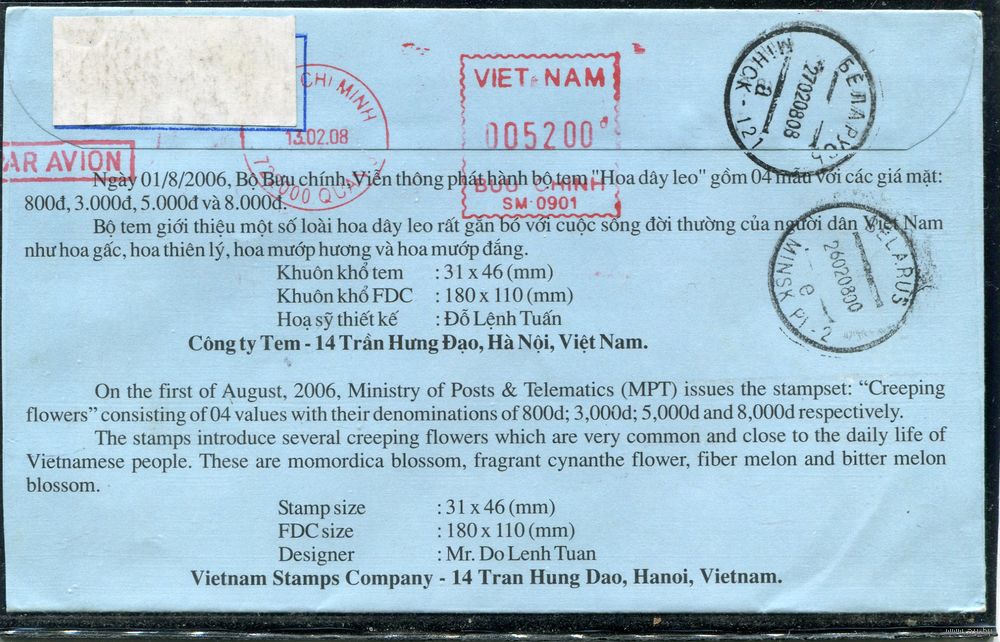 CHI MINH
13.02.08
VIET NAM
005200đ
BUU CHINH
SM 0901
БЕЛАРУСЬ
МІНСК - 12
27020808
a
PAR AVION
Ngày 01/8/2006, Bộ Bưu chính, Viễn thông phát hành bộ tem "Hoa dây leo" gồm 04 mẫu với các giá mặt:
800đ, 3.000đ, 5.000đ và 8.000đ.
Bộ tem giới thiệu một số loài hoa dây leo rất gắn bó với cuộc sống đời thường của người dân Việt Nam
như hoa gấc, hoa thiên lý, hoa mướp hương và hoa mướp đắng.
Khuôn khổ tem : 31 x 46 (mm)
Khuôn khổ FDC : 180 x 110 (mm)
Hoạ sỹ thiết kế : Đỗ Lệnh Tuấn
Công ty Tem - 14 Trần Hưng Đạo, Hà Nội, Việt Nam.
BELARUS
MINSK PI - 2
26020800
e
On the first of August, 2006, Ministry of Posts & Telematics (MPT) issues the stampset: “Creeping
flowers” consisting of 04 values with their denominations of 800d; 3,000d; 5,000d and 8,000d respectively.
The stamps introduce several creeping flowers which are very common and close to the daily life of
Vietnamese people. These are momordica blossom, fragrant cynanthe flower, fiber melon and bitter melon
blossom.
Stamp size : 31 x 46 (mm)
FDC size : 180 x 110 (mm)
Designer : Mr. Do Lenh Tuan
Vietnam Stamps Company - 14 Tran Hung Dao, Hanoi, Vietnam.